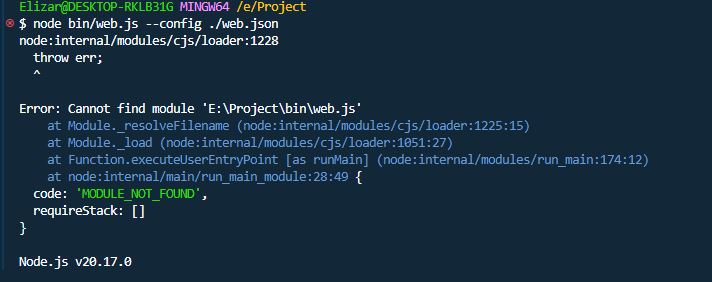 Elizar@DESKTOP-RKLB31G MINGW64 /e/Project
$ node bin/web.js --config ./web.json
node:internal/modules/cjs/loader:1228
  throw err;
  ^

Error: Cannot find module 'E:\Project\bin\web.js'
    at Module._resolveFilename (node:internal/modules/cjs/loader:1225:15)
    at Module._load (node:internal/modules/cjs/loader:1051:27)
    at Function.executeUserEntryPoint [as runMain] (node:internal/modules/run_main:174:12)
    at node:internal/main/run_main_module:28:49 {
  code: 'MODULE_NOT_FOUND',
  requireStack: []
}

Node.js v20.17.0